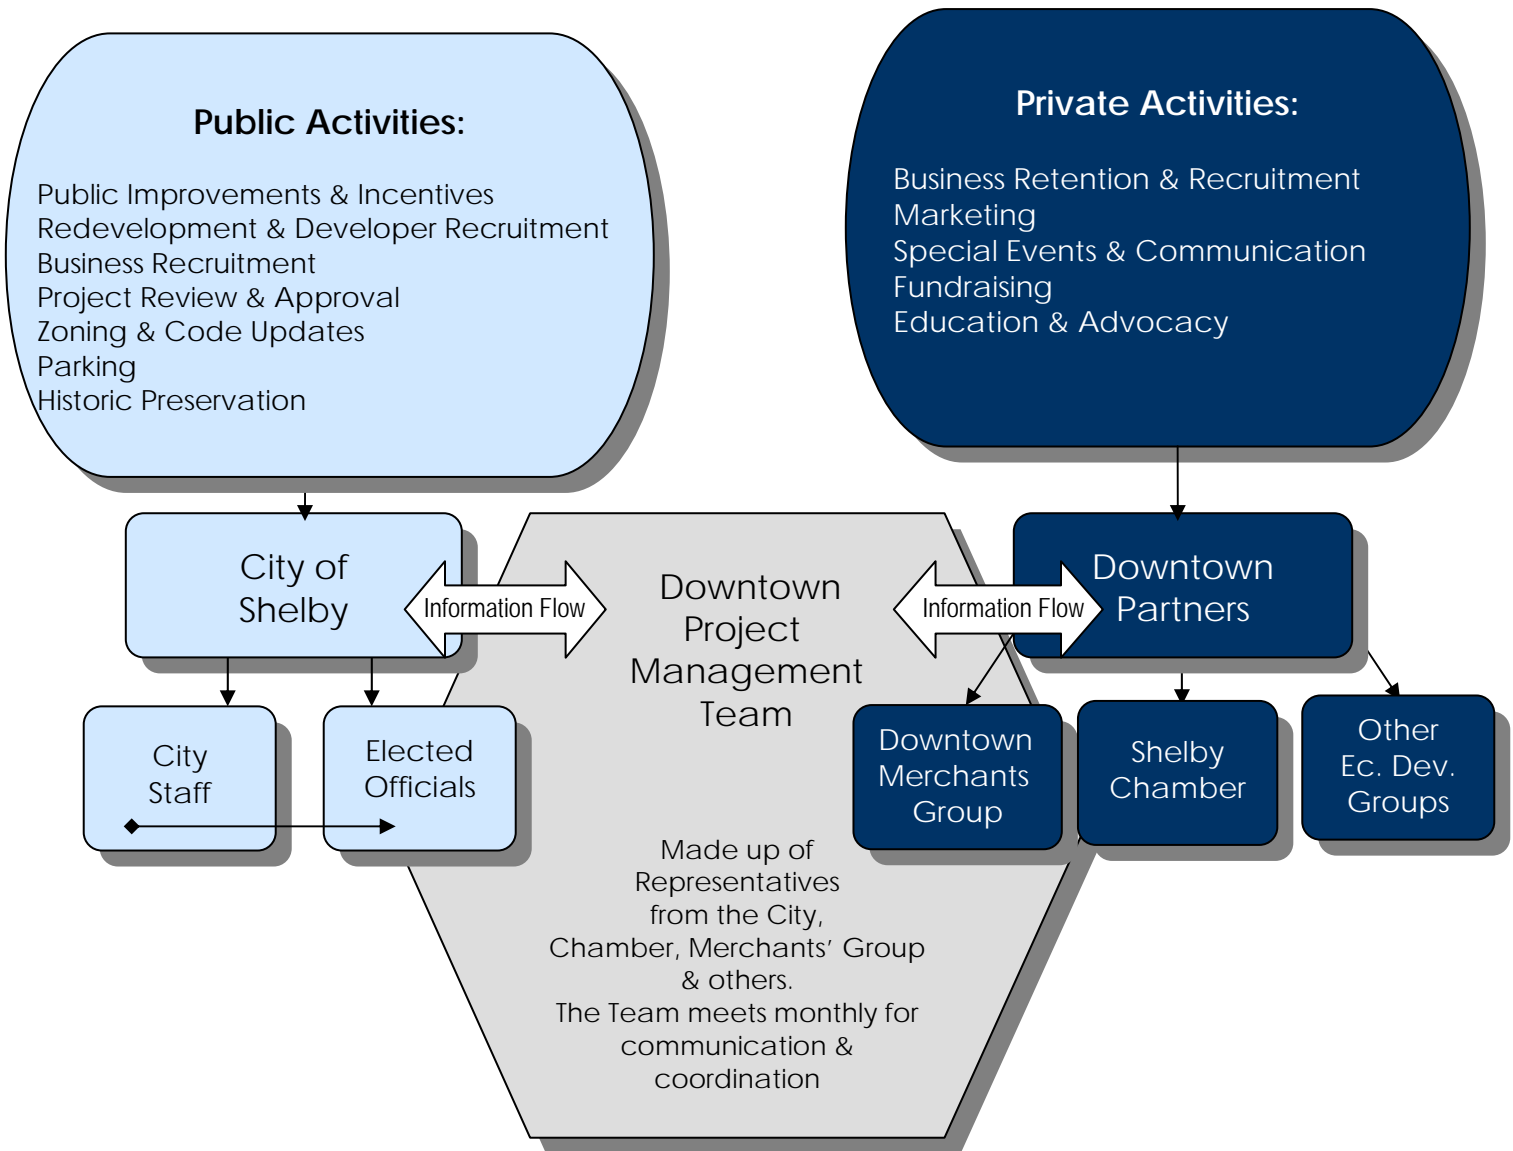 Public Activities:
Public Improvements & Incentives
Redevelopment & Developer Recruitment
Business Recruitment
Project Review & Approval
Zoning & Code Updates
Parking
Historic Preservation
Private Activities:
Business Retention & Recruitment
Marketing
Special Events & Communication
Fundraising
Education & Advocacy
City of
Shelby
Information Flow
Downtown
Project
Management
Team
Information Flow
Downtown
Partners
City
Staff
Elected
Officials
Downtown
Merchants
Group
Shelby
Chamber
Other
Ec. Dev.
Groups
Made up of
Representatives
from the City,
Chamber, Merchants’ Group
& others.
The Team meets monthly for
communication &
coordination